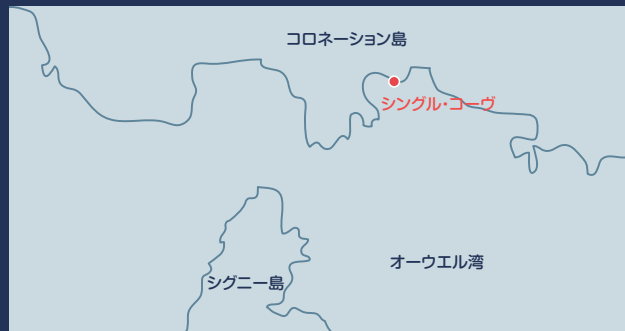 コロネーション島
シングル・コーヴ
オーウエル湾
シグニー島